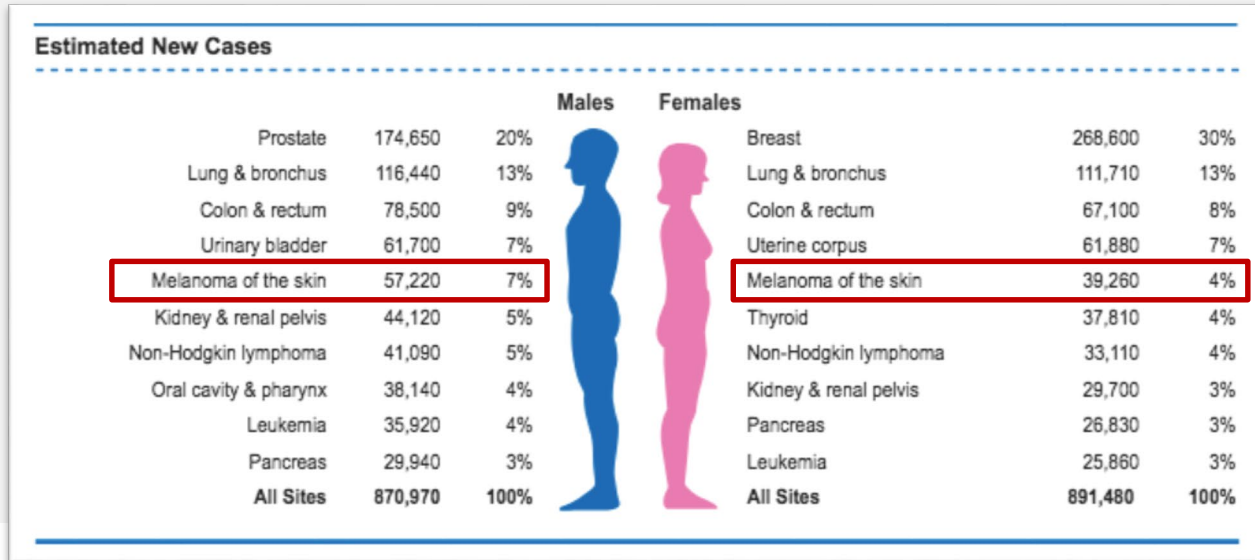 Estimated New Cases
Males Females
Prostate 174,650 20% Breast 268,600 30%
Lung & bronchus 116,440 13% Lung & bronchus 111,710 13%
Colon & rectum 78,500 9% Colon & rectum 67,100 8%
Urinary bladder 61,700 7% Uterine corpus 61,880 7%
Melanoma of the skin 57,220 7% Melanoma of the skin 39,260 4%
Kidney & renal pelvis 44,120 5% Thyroid 37,810 4%
Non-Hodgkin lymphoma 41,090 5% Non-Hodgkin lymphoma 33,110 4%
Oral cavity & pharynx 38,140 4% Kidney & renal pelvis 29,700 3%
Leukemia 35,920 4% Pancreas 26,830 3%
Pancreas 29,940 3% Leukemia 25,860 3%
All Sites 870,970 100% All Sites 891,480 100%